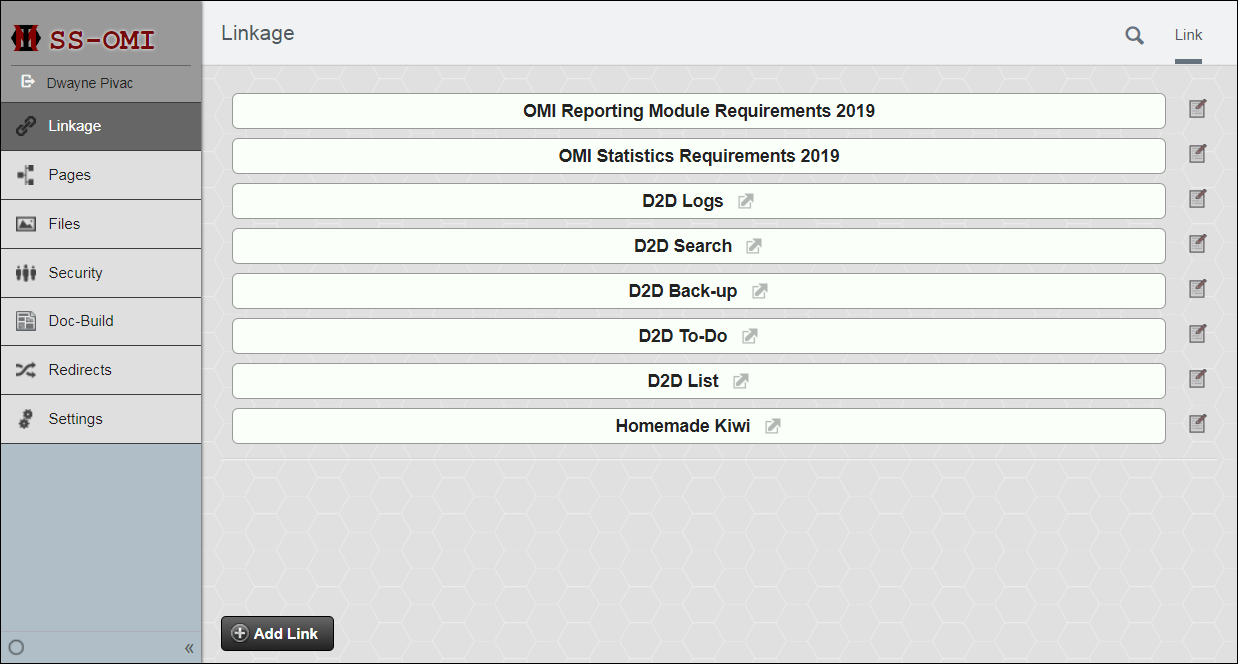 SS-OMI
Dwayne Pivac
Linkage
Pages
Files
Security
Doc-Build
Redirects
Settings
«
Linkage
Link
OMI Reporting Module Requirements 2019
OMI Statistics Requirements 2019
D2D Logs
D2D Search
D2D Back-up
D2D To-Do
D2D List
Homemade Kiwi
Add Link